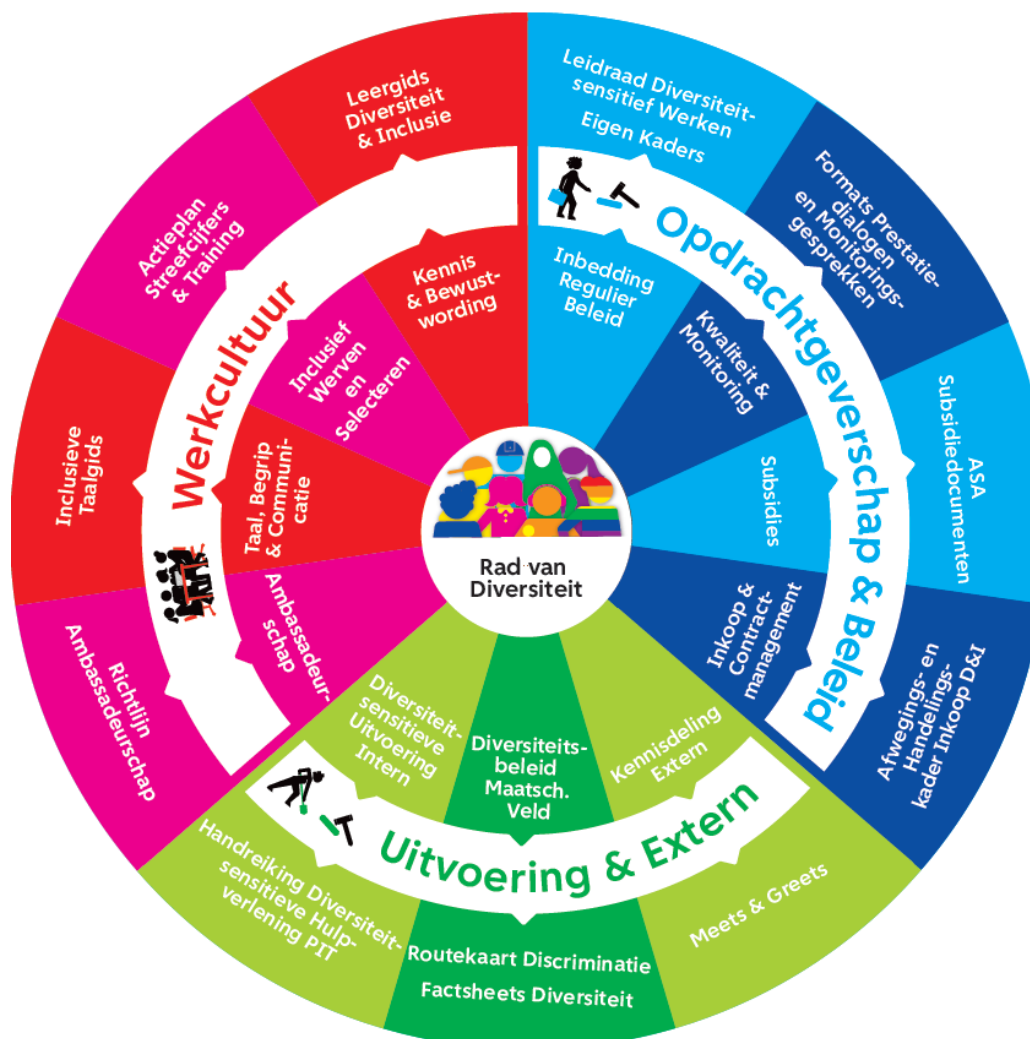 Rad van
Diversiteit
Opdrachtgeverschap & Beleid
Inbedding
Regulier
Beleid
Leidraad Diversiteit-
sensitief Werken
Eigen Kaders
Kwaliteit &
Monitoring
Formats Prestatie-
dialogen
en Monitorings-
gesprekken
Subsidies
ASA
Subsidiedocumenten
Inkoop &
Contract-
management
Afwegings- en
Handelings-
kader Inkoop D&I
Uitvoering & Extern
Kennisdeling
Extern
Meets & Greets
Diversiteits-
beleid
Maatsch.
Veld
Routekaart Discriminatie
Factsheets Diversiteit
Diversiteit-
sensitieve
Uitvoering
Intern
Handreiking Diversiteit-
sensitieve Hulp-
verlening PIT
Werkcultuur
Ambassadeur-
schap
Richtlijn
Ambassadeurschap
Taal, Begrip
& Communi-
catie
Inclusieve
Taalgids
Inclusief
Werven
en
Selecteren
Actieplan
Streefcijfers
& Training
Kennis
& Bewust-
wording
Leergids
Diversiteit
& Inclusie